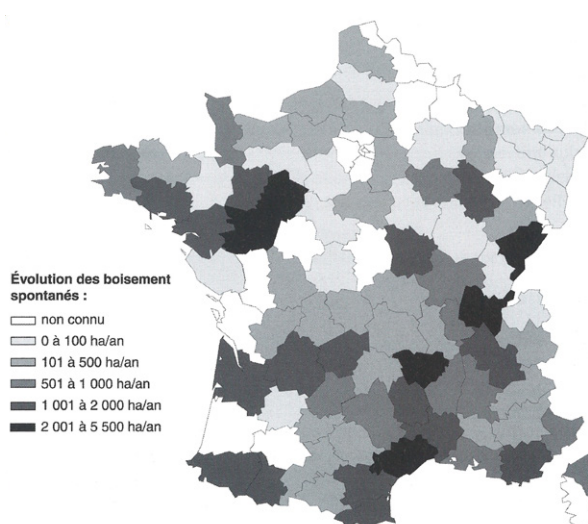 Évolution des boisement
spontanés :
non connu
0 à 100 ha/an
101 à 500 ha/an
501 à 1 000 ha/an
1 001 à 2 000 ha/an
2 001 à 5 500 ha/an